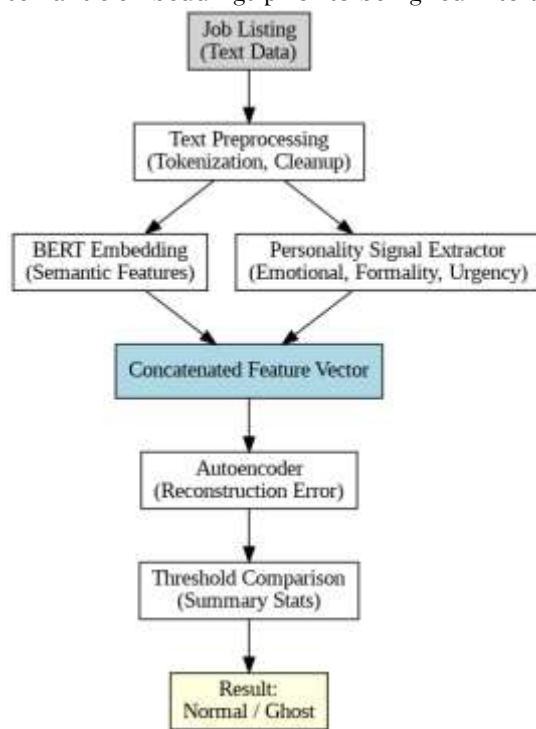 Job Listing
(Text Data)
Text Preprocessing
(Tokenization, Cleanup)
BERT Embedding
(Semantic Features)
Personality Signal Extractor
(Emotional, Formality, Urgency)
Concatenated Feature Vector
Autoencoder
(Reconstruction Error)
Threshold Comparison
(Summary Stats)
Result:
Normal / Ghost